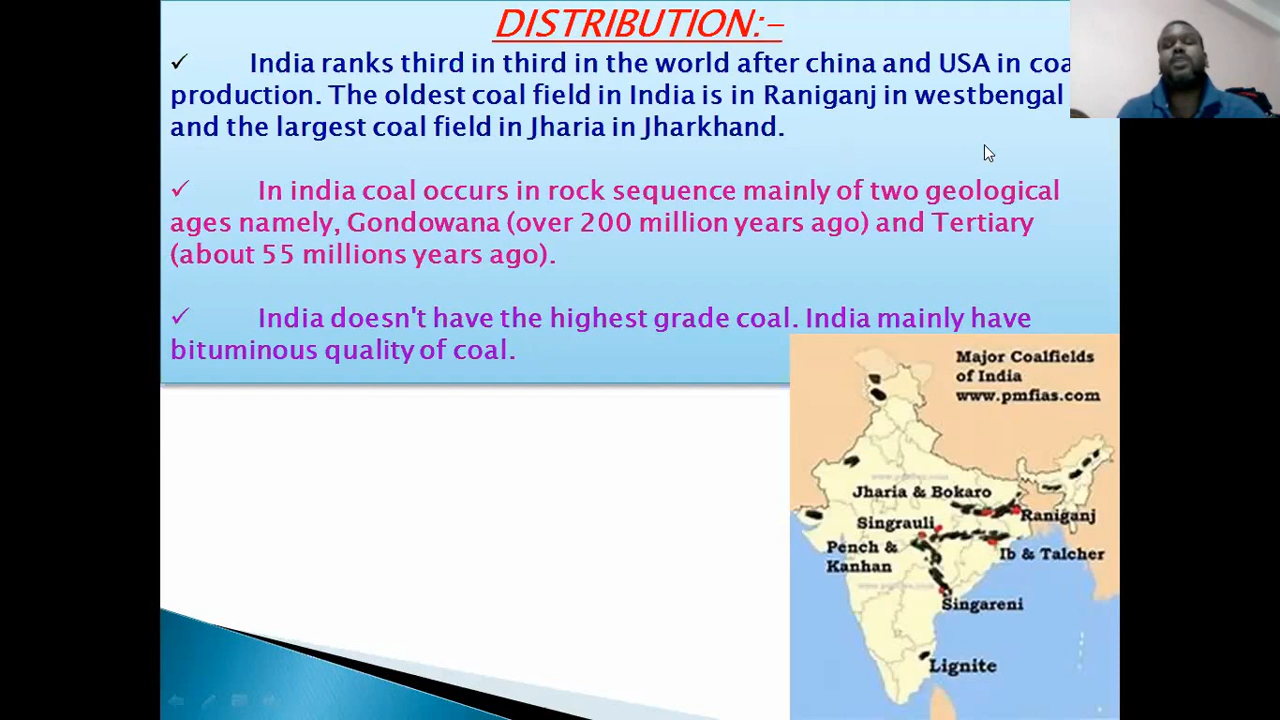 DISTRIBUTION:-
✓ India ranks third in third in the world after china and USA in coa
production. The oldest coal field in India is in Raniganj in westbengal
and the largest coal field in Jharia in Jharkhand.
✓ In india coal occurs in rock sequence mainly of two geological
ages namely, Gondowana (over 200 million years ago) and Tertiary
(about 55 millions years ago).
✓ India doesn't have the highest grade coal. India mainly have
bituminous quality of coal.
Major Coalfields
of India
www.pmfias.com
Jharia & Bokaro
Raniganj
Singrauli
Pench &
Kanhan
Ib & Talcher
Singareni
Lignite